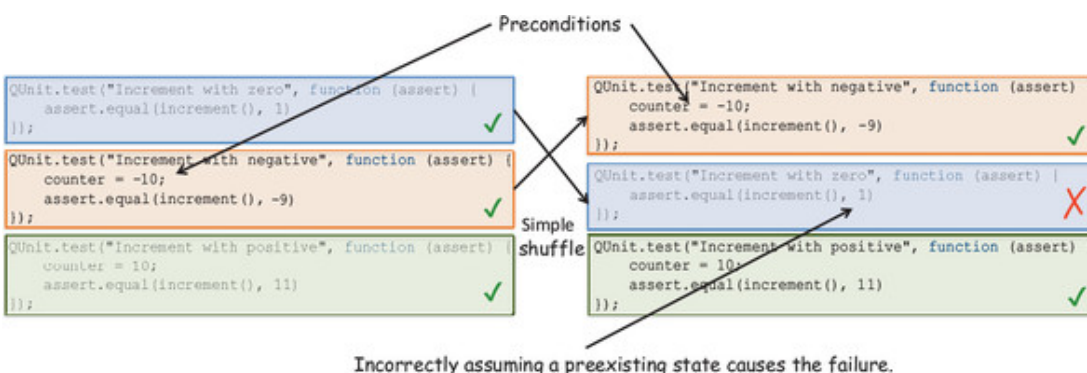 Preconditions
QUnit.test("Increment with zero", function (assert) {
assert.equal(increment(), 1)
});
QUnit.test("Increment with negative", function (assert) {
counter = -10;
assert.equal(increment(), -9)
});
QUnit.test("Increment with positive", function (assert) {
counter = 10;
assert.equal(increment(), 11)
});
Simple
shuffle
QUnit.test("Increment with negative", function (assert)
counter = -10;
assert.equal(increment(), -9)
});
QUnit.test("Increment with zero", function (assert) {
assert.equal(increment(), 1)
});
QUnit.test("Increment with positive", function (assert)
counter = 10;
assert.equal(increment(), 11)
});
Incorrectly assuming a preexisting state causes the failure.